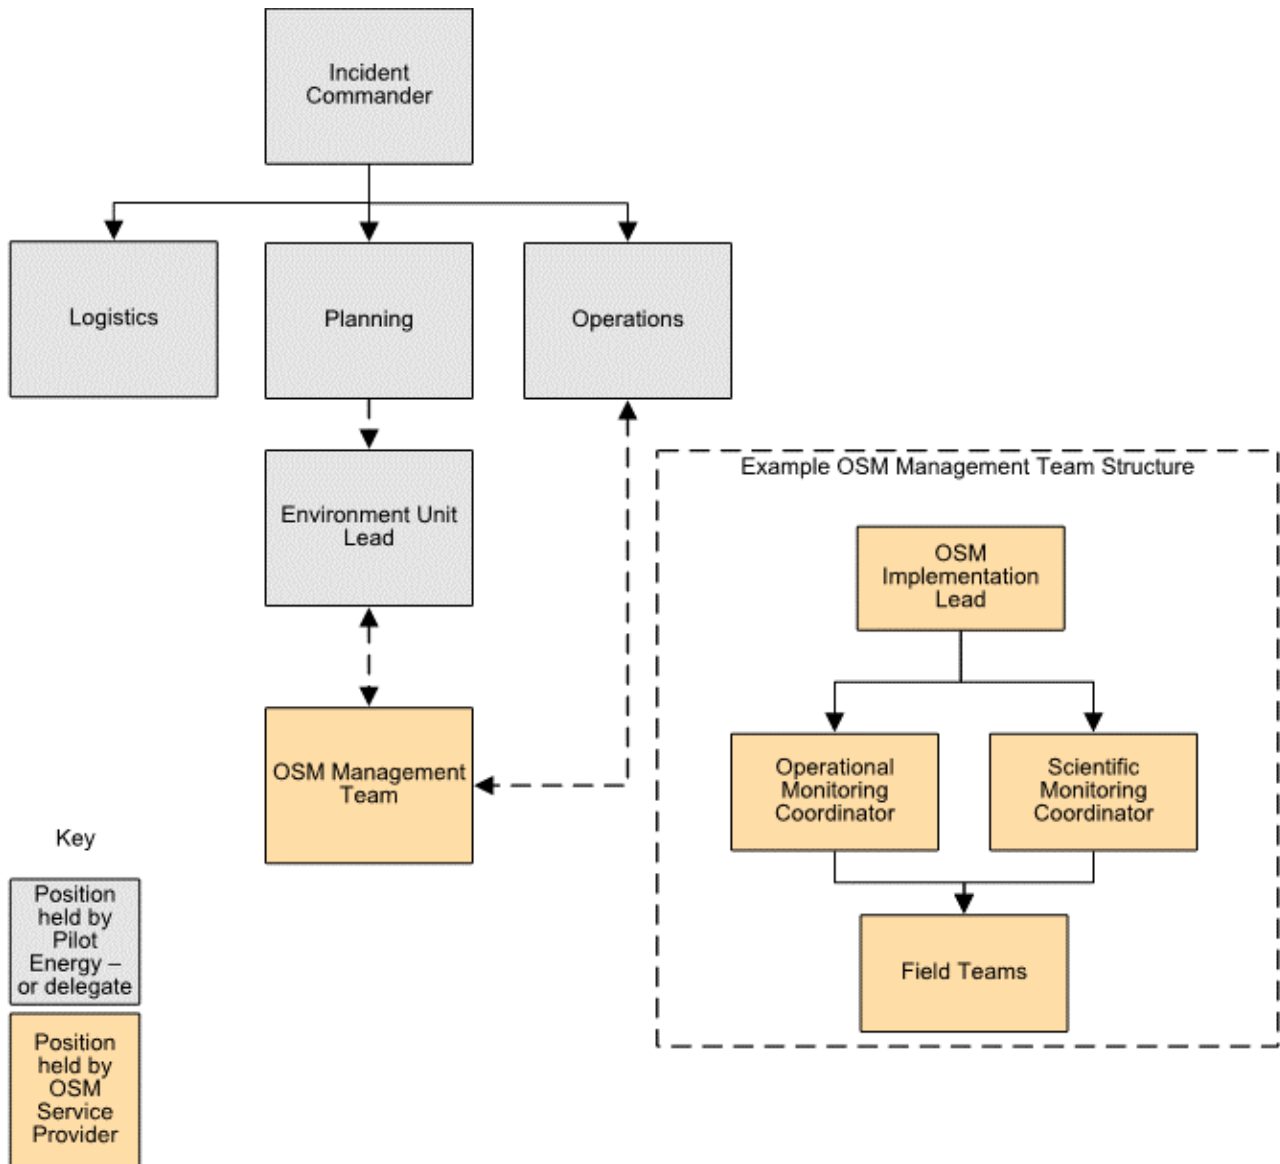 Incident
Commander
Logistics
Planning
Operations
Environment Unit
Lead
OSM Management
Team
Example OSM Management Team Structure
OSM
Implementation
Lead
Operational
Monitoring
Coordinator
Scientific
Monitoring
Coordinator
Field Teams
Key
Position
held by
Pilot
Energy –
or delegate
Position
held by
OSM
Service
Provider